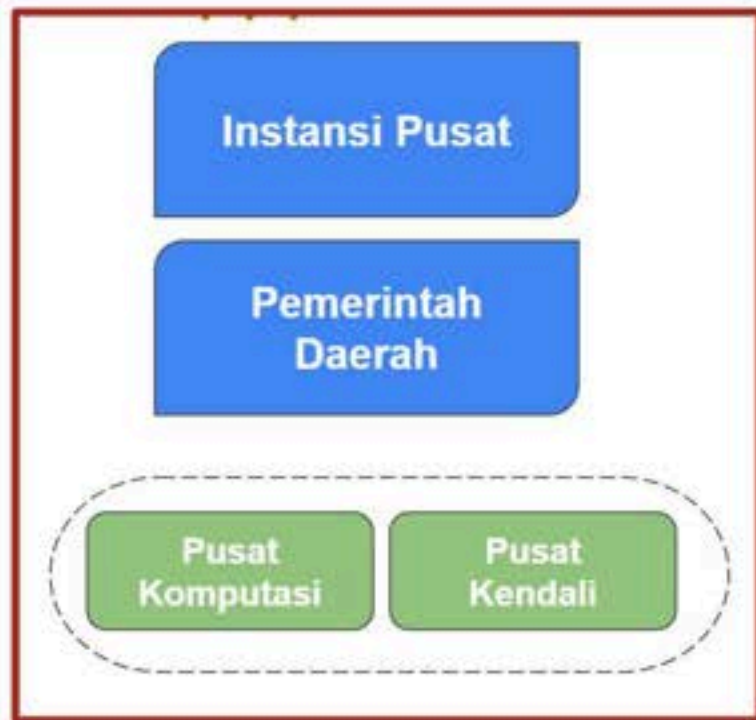 Instansi Pusat
Pemerintah
Daerah
Pusat
Komputasi
Pusat
Kendali